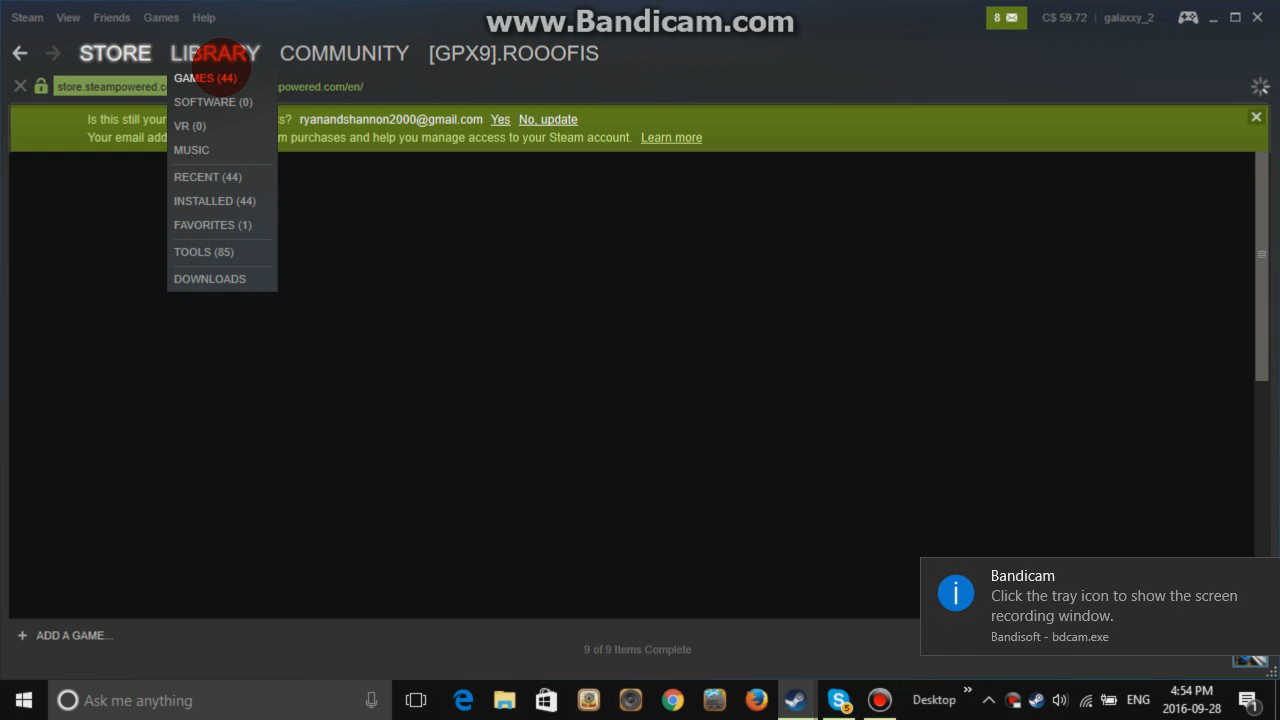 www.Bandicam.com
Steam View Friends Games Help
8 C$ 59.72 galaxxy_2
STORE LIBRARY COMMUNITY [GPX9].ROOOFIS
store.steampowered.c powered.com/en/
GAMES (44)
SOFTWARE (0)
VR (0)
MUSIC
RECENT (44)
INSTALLED (44)
FAVORITES (1)
TOOLS (85)
DOWNLOADS
Is this still your s? ryanandshannon2000@gmail.com Yes No, update
Your email add m purchases and help you manage access to your Steam account. Learn more
Bandicam
Click the tray icon to show the screen
recording window.
Bandisoft - bdcam.exe
+ ADD A GAME...
9 of 9 Items Complete
Ask me anything
5
Desktop
ENG
4:54 PM
2016-09-28
1